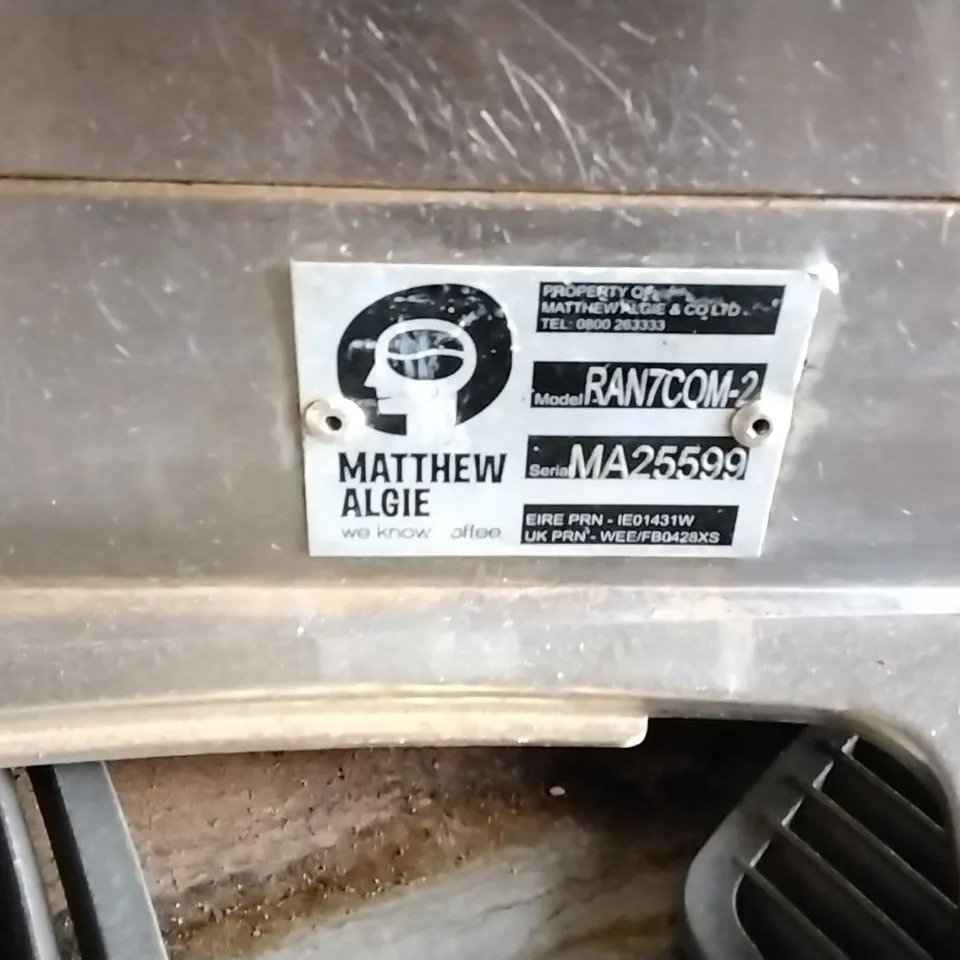 PROPERTY OF
MATTHEW ALGIE & CO LTD
TEL: 0800 263333
Model RAN7COM-2
Serial MA25599
MATTHEW
ALGIE
we know offee
EIRE PRN - IE01431W
UK PRN - WEE/FB0428XS